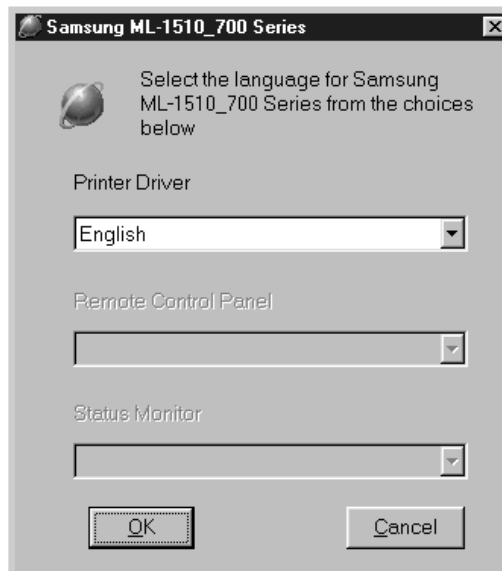 Samsung ML-1510_700 Series
Select the language for Samsung
ML-1510_700 Series from the choices
below
Printer Driver
English
Remote Control Panel
Status Monitor
OK
Cancel